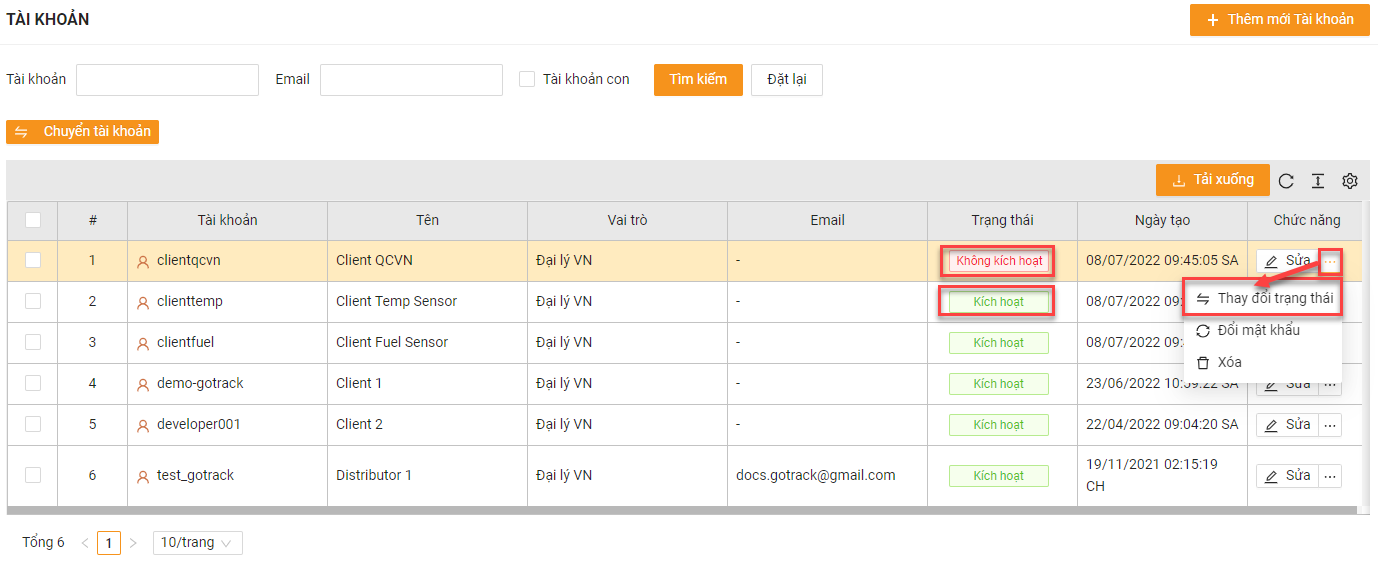 TÀI KHOẢN
Thêm mới Tài khoản
Tài khoản Email Tài khoản con Tìm kiếm Đặt lại
Chuyển tài khoản
Tải xuống
# Tài khoản Tên Vai trò Email Trạng thái Ngày tạo Chức năng
1 clientqcvn Client QCVN Đại lý VN - Không kích hoạt 08/07/2022 09:45:05 SA Sửa ...
2 clienttemp Client Temp Sensor Đại lý VN - Kích hoạt 08/07/2022 09:
Thay đổi trạng thái
3 clientfuel Client Fuel Sensor Đại lý VN - Kích hoạt 08/07/2022 09:
Đổi mật khẩu
Xóa
4 demo-gotrack Client 1 Đại lý VN - Kích hoạt 23/06/2022 10:59:22 SA Sửa ...
5 developer001 Client 2 Đại lý VN - Kích hoạt 22/04/2022 09:04:20 SA Sửa ...
6 test_gotrack Distributor 1 Đại lý VN docs.gotrack@gmail.com Kích hoạt 19/11/2021 02:15:19 Sửa ...
CH
Tổng 6 < 1 > 10/trang